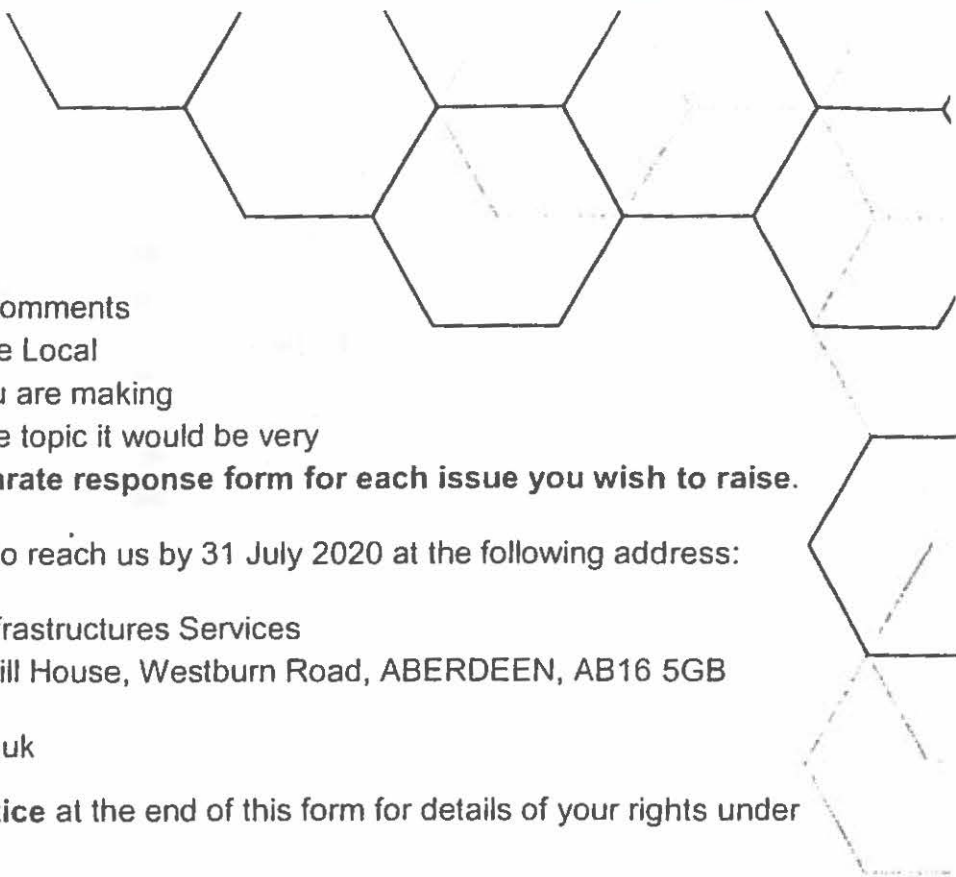 omments
e Local
u are making
e topic it would be very
arate response form for each issue you wish to raise.
o reach us by 31 July 2020 at the following address:
frastructures Services
ill House, Westburn Road, ABERDEEN, AB16 5GB
uk
tice at the end of this form for details of your rights under